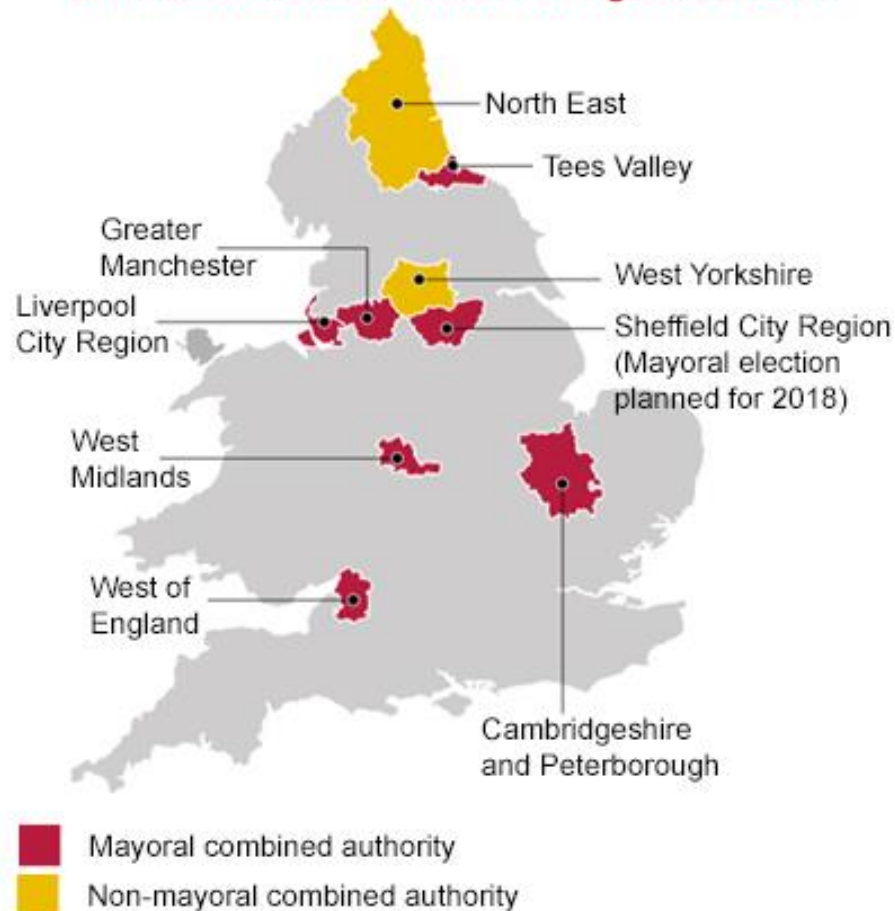 North East
Tees Valley
Greater
Manchester
West Yorkshire
Liverpool
City Region
Sheffield City Region
(Mayoral election
planned for 2018)
West
Midlands
West of
England
Cambridgeshire
and Peterborough
Mayoral combined authority
Non-mayoral combined authority